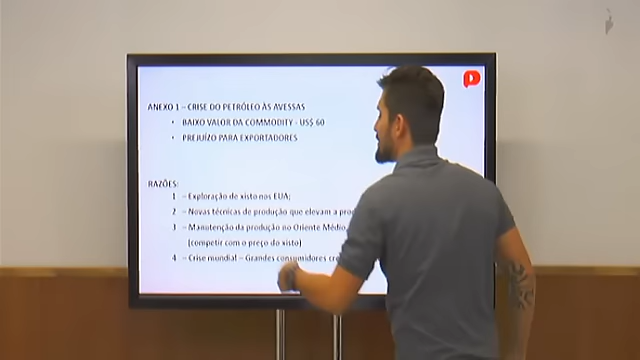 ANEXO 1 – CRISE DO PETRÓLEO ÀS AVESSAS
• BAIXO VALOR DA COMMODITY - US$ 60
• PREJUÍZO PARA EXPORTADORES
RAZÕES:
1 – Exploração de xisto nos EUA;
2 – Novas técnicas de produção que elevam a pro
3 – Manutenção da produção no Oriente Médio
(competir com o preço do xisto)
4 – Crise mundial – Grandes consumidores cre